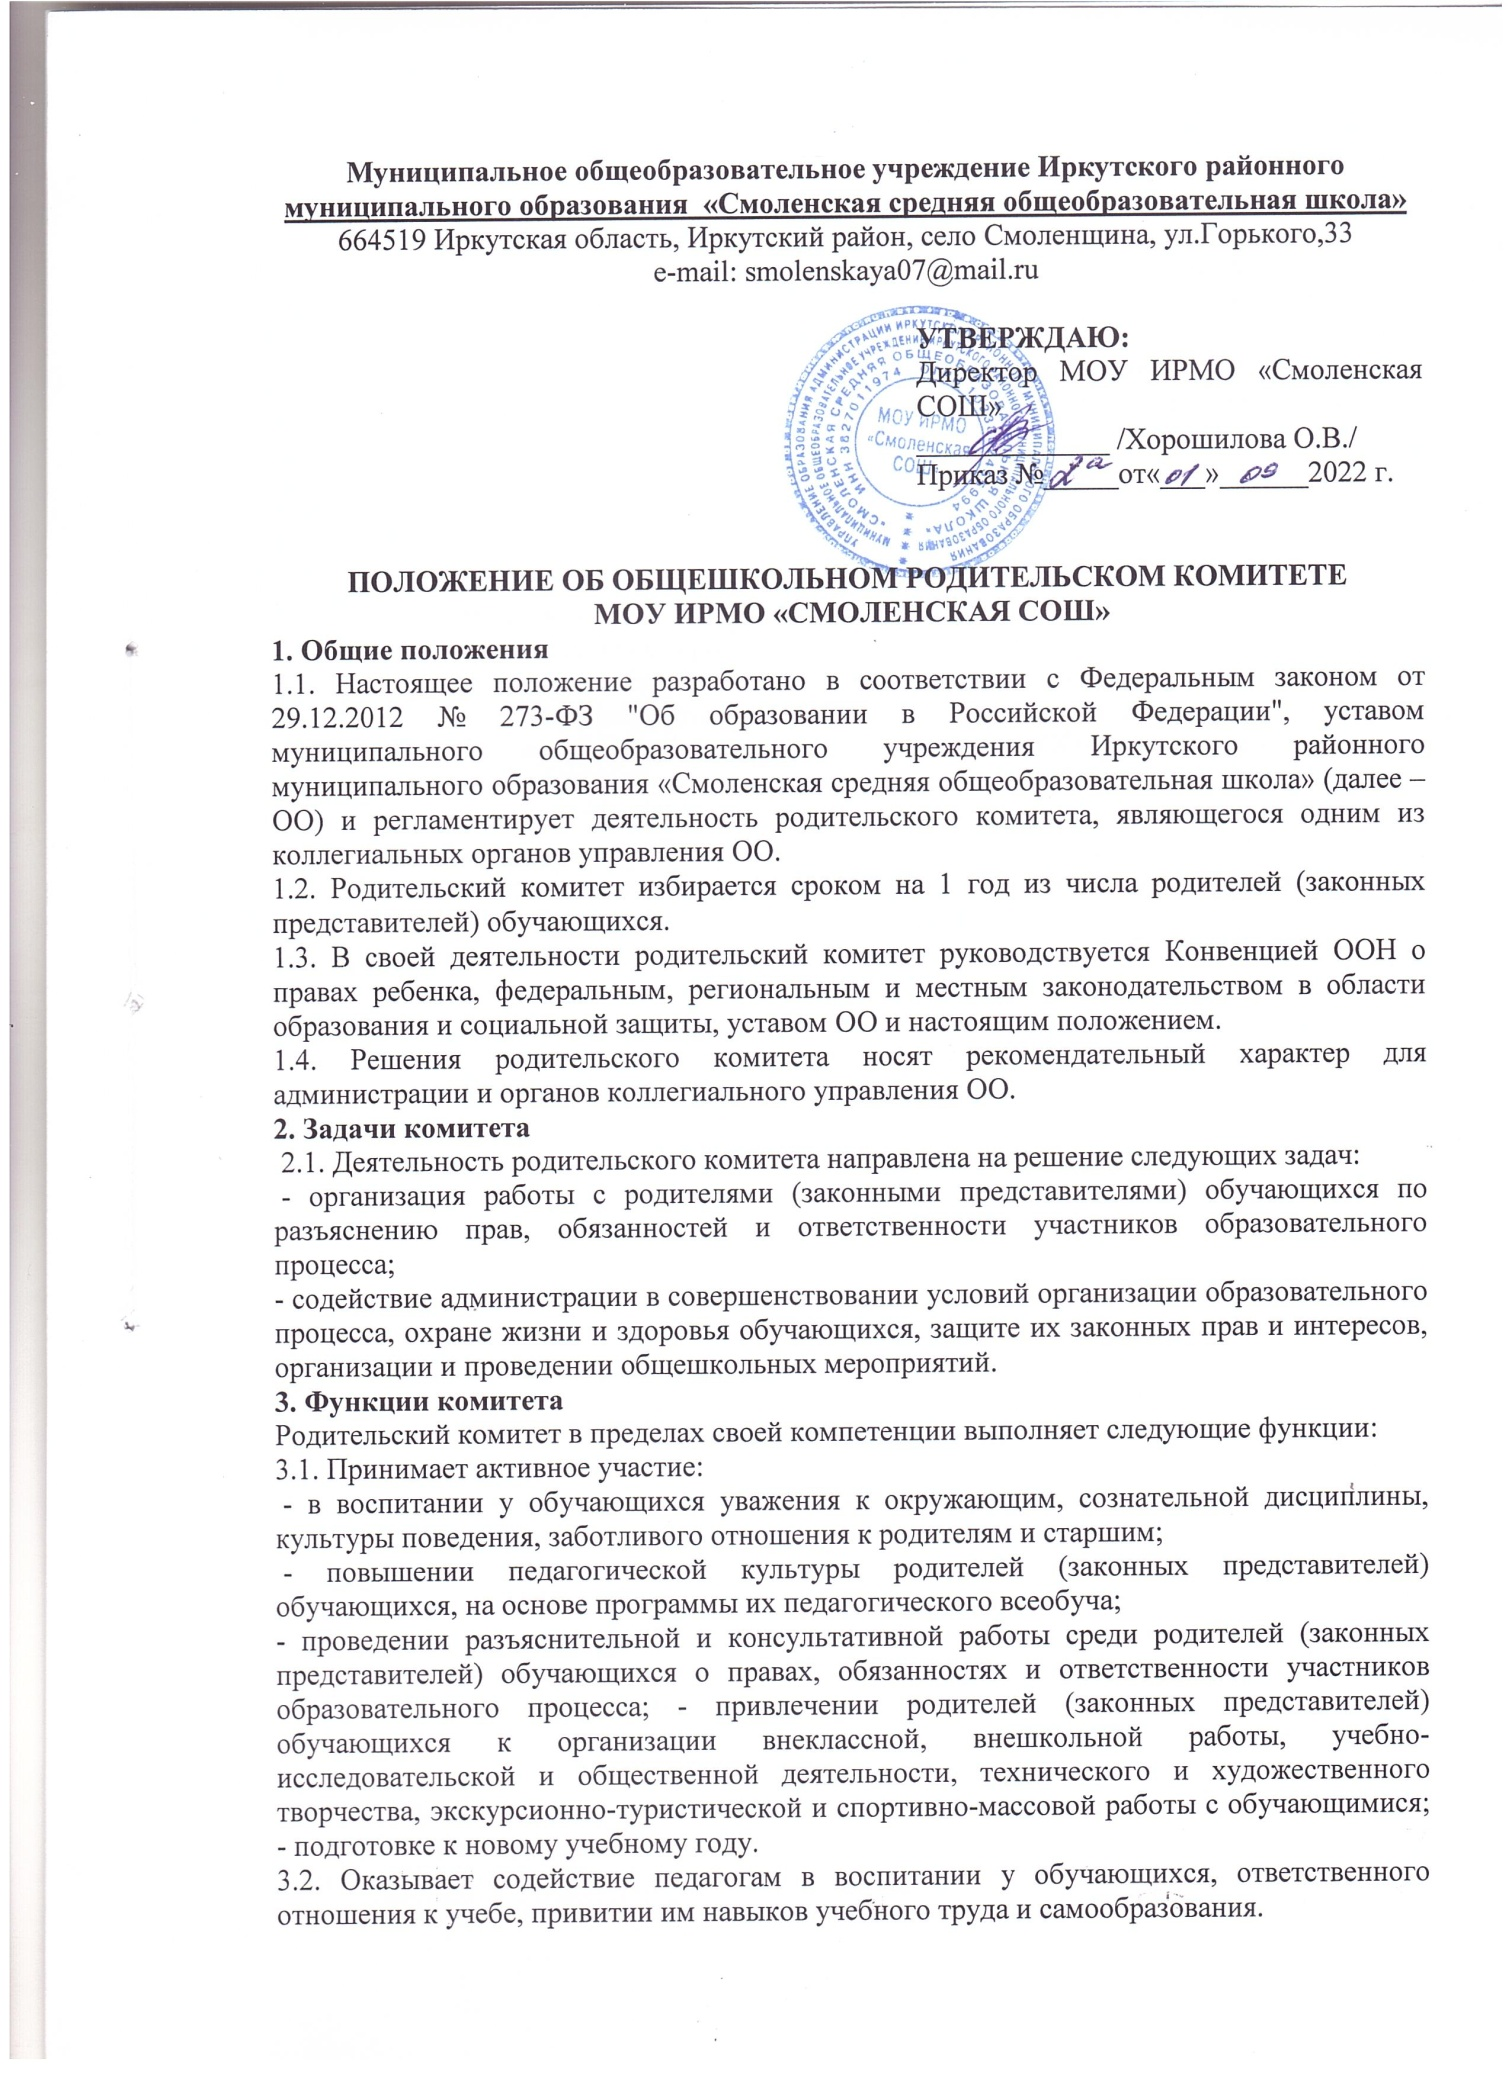 Муниципальное общеобразовательное учреждение Иркутского районного
муниципального образования «Смоленская средняя общеобразовательная школа»
664519 Иркутская область, Иркутский район, село Смоленщина, ул.Горького,33
e-mail: smolenskaya07@mail.ru
УТВЕРЖДАЮ:
Директор МОУ ИРМО «Смоленская
СОШ»
/Хорошилова О.В./
Приказ № 2а от«01» 09 2022 г.
МОУ ИРМО
«Смоленская
СОШ»
ПОЛОЖЕНИЕ ОБ ОБЩЕШКОЛЬНОМ РОДИТЕЛЬСКОМ КОМИТЕТЕ
МОУ ИРМО «СМОЛЕНСКАЯ СОШ»
1. Общие положения
1.1. Настоящее положение разработано в соответствии с Федеральным законом от
29.12.2012 № 273-ФЗ "Об образовании в Российской Федерации", уставом
муниципального общеобразовательного учреждения Иркутского районного
муниципального образования «Смоленская средняя общеобразовательная школа» (далее –
ОО) и регламентирует деятельность родительского комитета, являющегося одним из
коллегиальных органов управления ОО.
1.2. Родительский комитет избирается сроком на 1 год из числа родителей (законных
представителей) обучающихся.
1.3. В своей деятельности родительский комитет руководствуется Конвенцией ООН о
правах ребенка, федеральным, региональным и местным законодательством в области
образования и социальной защиты, уставом ОО и настоящим положением.
1.4. Решения родительского комитета носят рекомендательный характер для
администрации и органов коллегиального управления ОО.
2. Задачи комитета
2.1. Деятельность родительского комитета направлена на решение следующих задач:
- организация работы с родителями (законными представителями) обучающихся по
разъяснению прав, обязанностей и ответственности участников образовательного
процесса;
- содействие администрации в совершенствовании условий организации образовательного
процесса, охране жизни и здоровья обучающихся, защите их законных прав и интересов,
организации и проведении общешкольных мероприятий.
3. Функции комитета
Родительский комитет в пределах своей компетенции выполняет следующие функции:
3.1. Принимает активное участие:
- в воспитании у обучающихся уважения к окружающим, сознательной дисциплины,
культуры поведения, заботливого отношения к родителям и старшим;
- повышении педагогической культуры родителей (законных представителей)
обучающихся, на основе программы их педагогического всеобуча;
- проведении разъяснительной и консультативной работы среди родителей (законных
представителей) обучающихся о правах, обязанностях и ответственности участников
образовательного процесса; - привлечении родителей (законных представителей)
обучающихся к организации внеклассной, внешкольной работы, учебно-
исследовательской и общественной деятельности, технического и художественного
творчества, экскурсионно-туристической и спортивно-массовой работы с обучающимися;
- подготовке к новому учебному году.
3.2. Оказывает содействие педагогам в воспитании у обучающихся, ответственного
отношения к учебе, привитии им навыков учебного труда и самообразования.